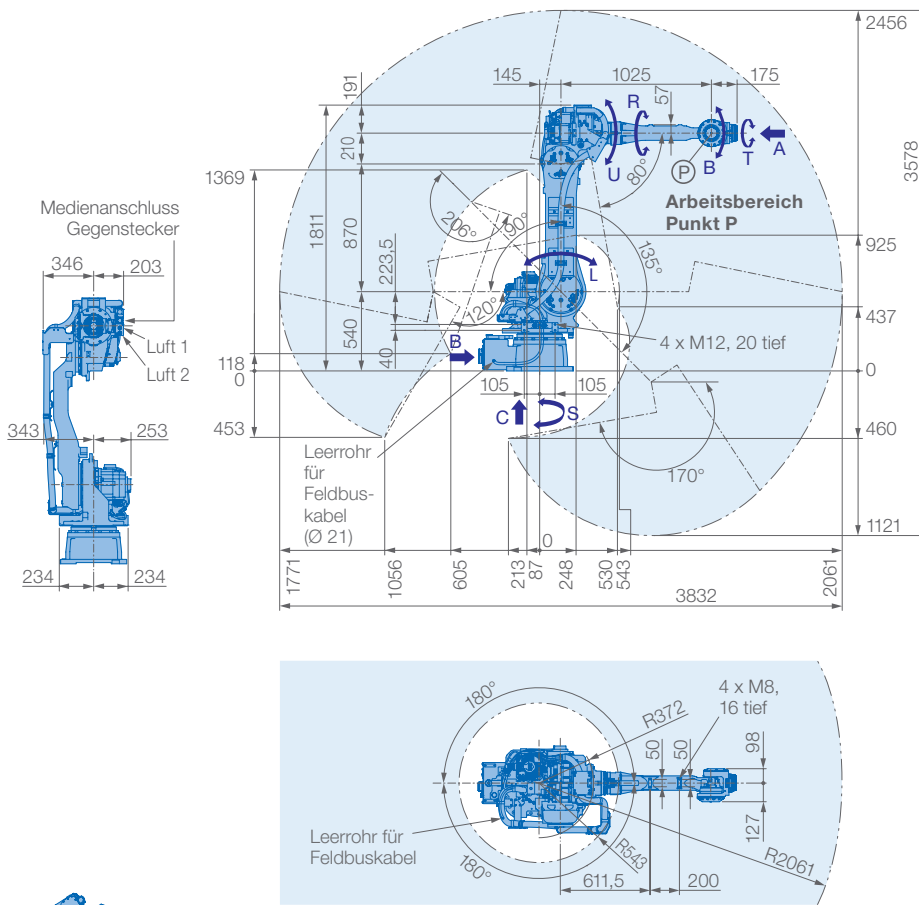 2456
145
1025
175
191
57
R
U
B
T
A
P
80°
Arbeitsbereich
Punkt P
3578
210
1369
1811
870
206°
90°
135°
925
Medienanschluss
Gegenstecker
346
203
223,5
L
120°
437
Luft 1
Luft 2
540
B
4 x M12, 20 tief
118
0
40
0
105
105
C
S
453
460
343
253
Leerrohr
für
Feldbus-
kabel
(Ø 21)
170°
1121
0
234
234
1771
1056
605
213
87
248
530
543
2061
3832
180°
R372
4 x M8,
16 tief
50
50
98
127
Leerrohr für
Feldbuskabel
180°
R543
R2061
611,5
200